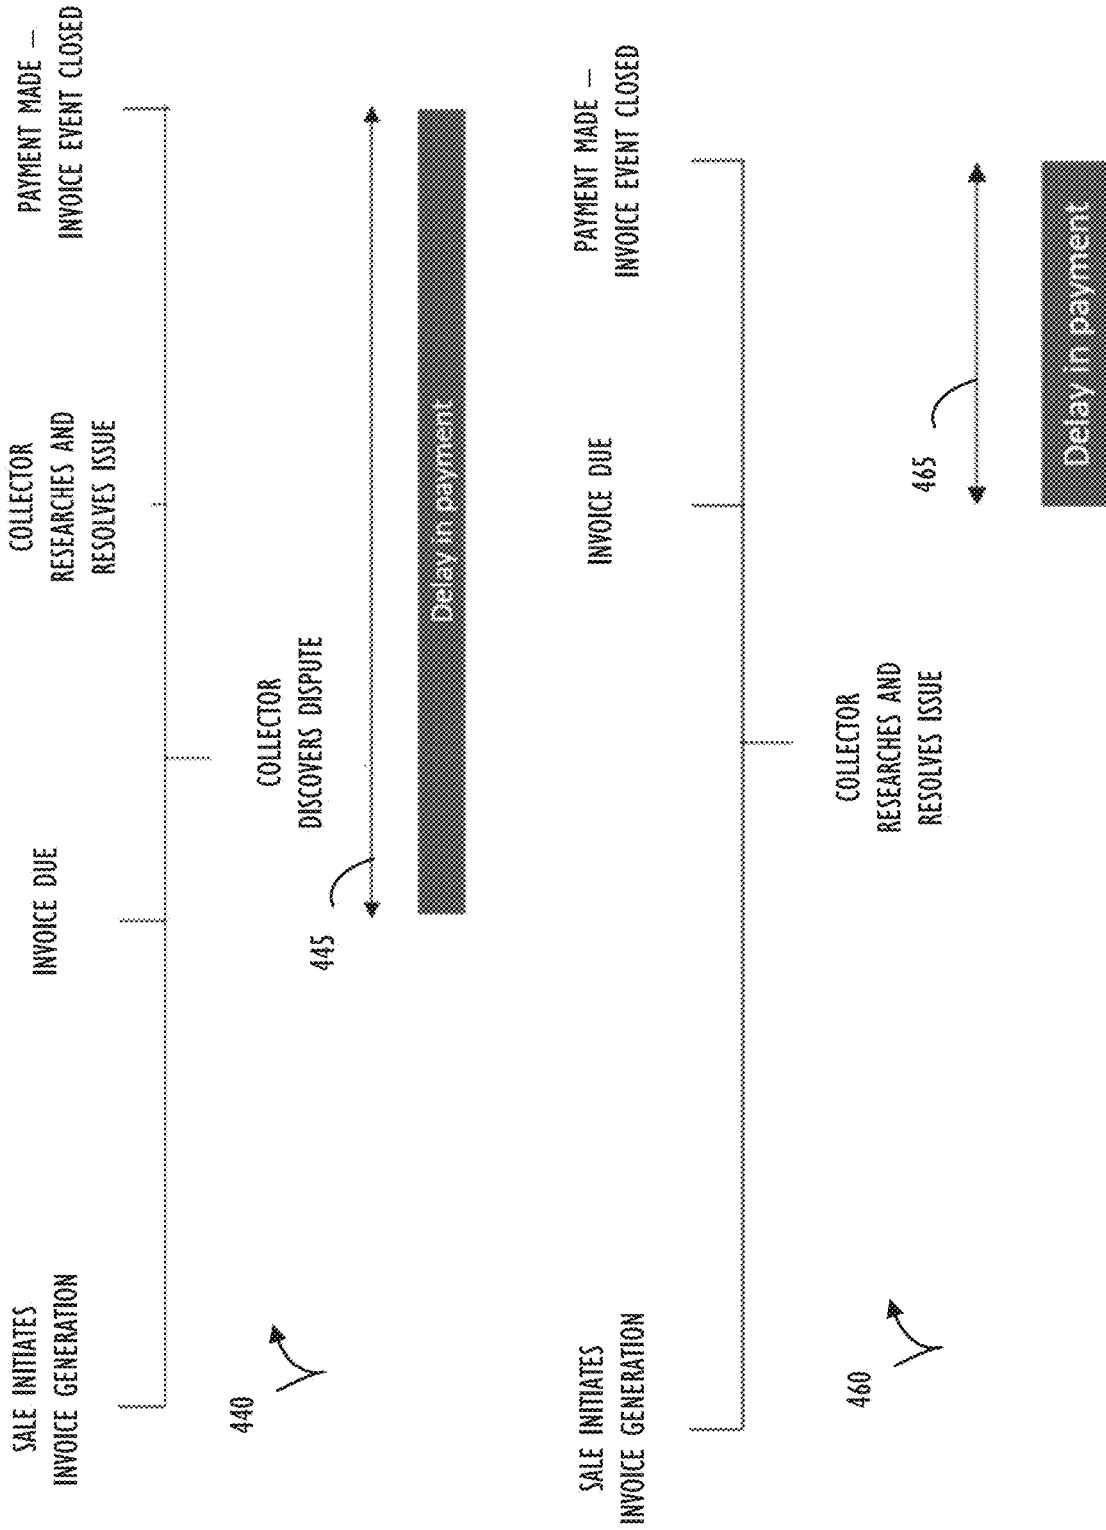 SALE INITIATES
INVOICE GENERATION
INVOICE DUE
COLLECTOR
RESEARCHES AND
RESOLVES ISSUE
PAYMENT MADE –
INVOICE EVENT CLOSED
440
COLLECTOR
DISCOVERS DISPUTE
445
Delay in payment
SALE INITIATES
INVOICE GENERATION
INVOICE DUE
PAYMENT MADE –
INVOICE EVENT CLOSED
460
COLLECTOR
RESEARCHES AND
RESOLVES ISSUE
465
Delay in payment